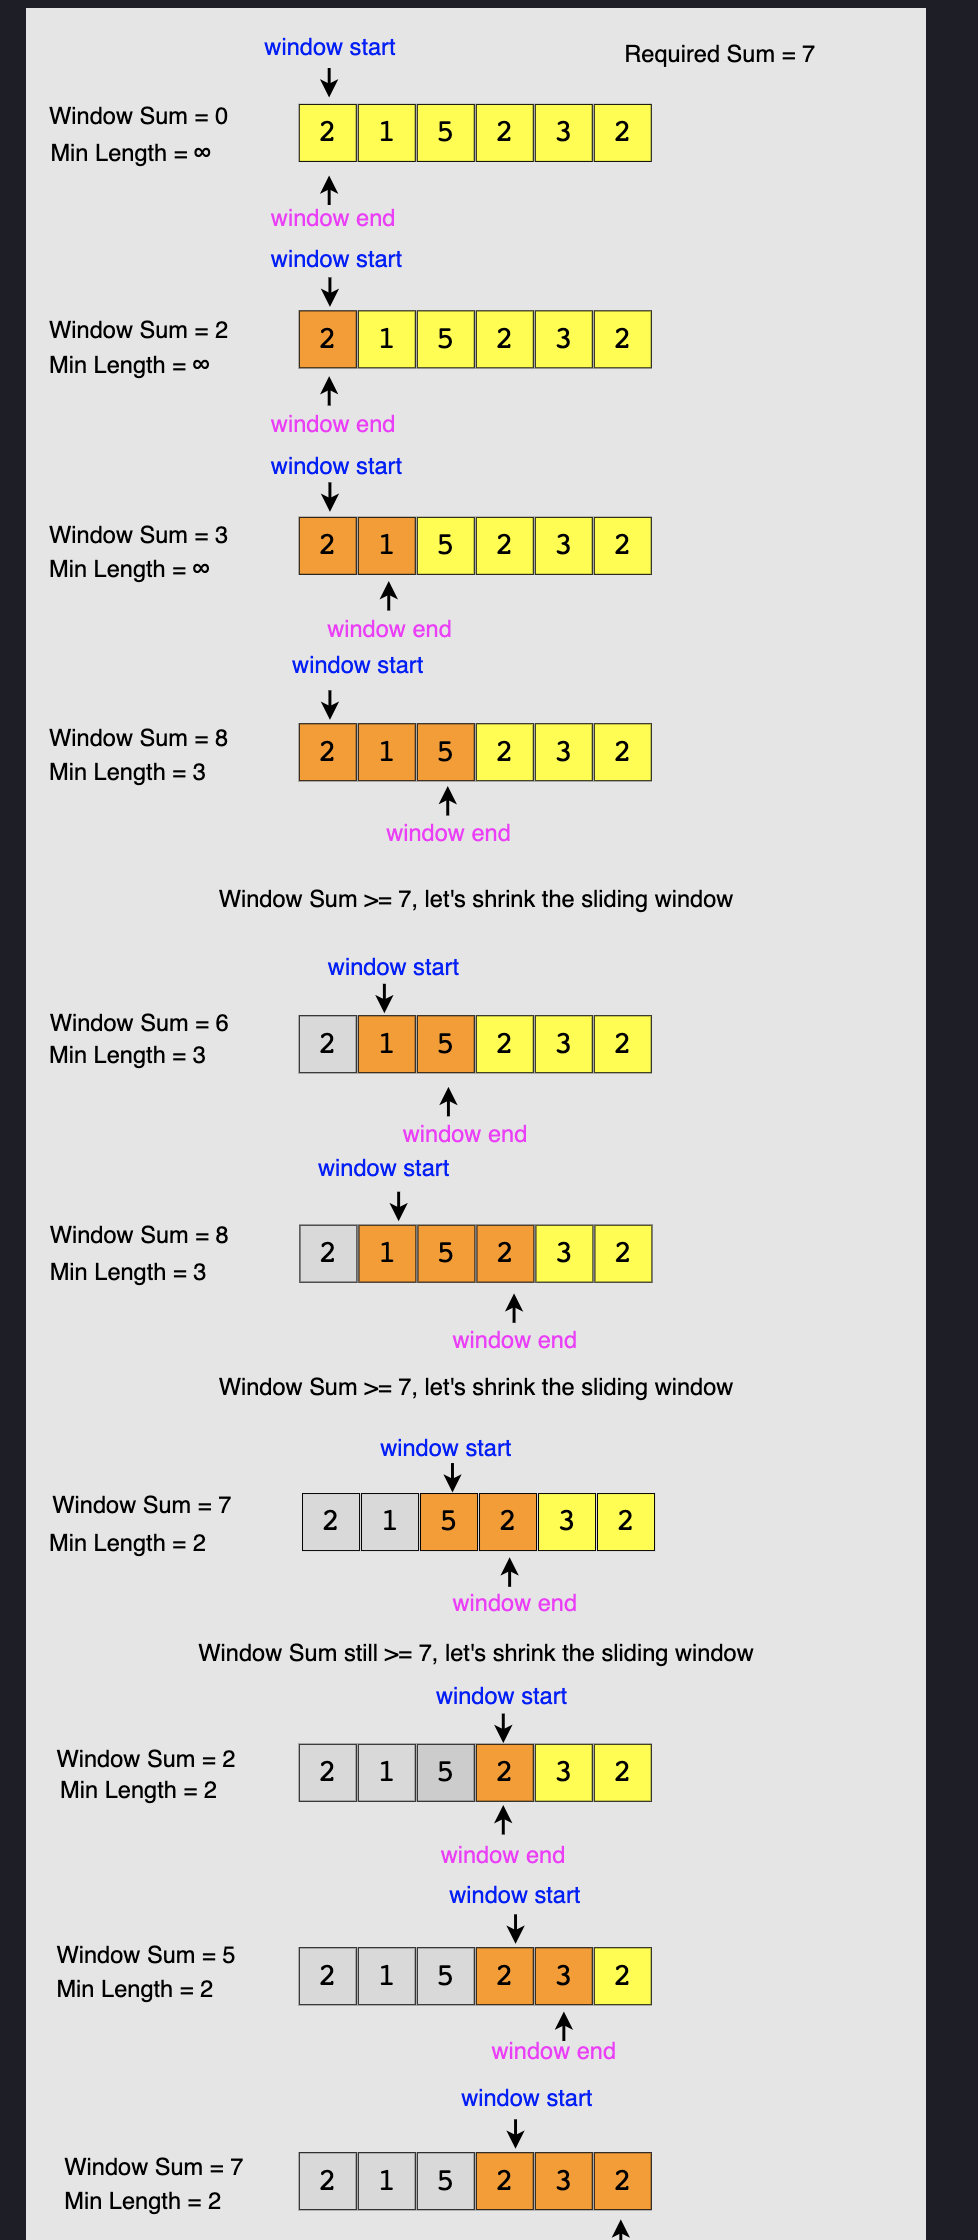 window start
Required Sum = 7
Window Sum = 0
Min Length = ∞
2 1 5 2 3 2
window end
window start
Window Sum = 2
Min Length = ∞
2 1 5 2 3 2
window end
window start
Window Sum = 3
Min Length = ∞
2 1 5 2 3 2
window end
window start
Window Sum = 8
Min Length = 3
2 1 5 2 3 2
window end
Window Sum >= 7, let's shrink the sliding window
window start
Window Sum = 6
Min Length = 3
2 1 5 2 3 2
window end
window start
Window Sum = 8
Min Length = 3
2 1 5 2 3 2
window end
Window Sum >= 7, let's shrink the sliding window
window start
Window Sum = 7
Min Length = 2
2 1 5 2 3 2
window end
Window Sum still >= 7, let's shrink the sliding window
window start
Window Sum = 2
Min Length = 2
2 1 5 2 3 2
window end
window start
Window Sum = 5
Min Length = 2
2 1 5 2 3 2
window end
window start
Window Sum = 7
Min Length = 2
2 1 5 2 3 2